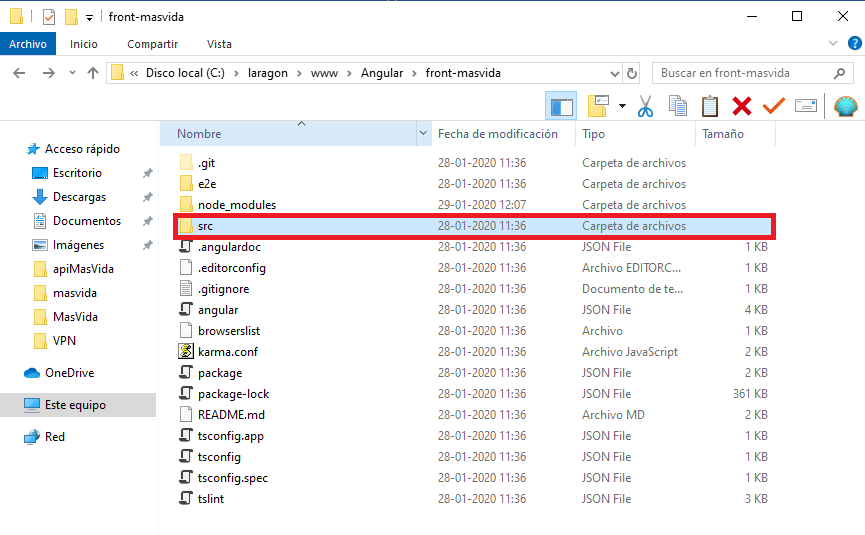 front-masvida
Archivo Inicio Compartir Vista
« Disco local (C:) › laragon › www › Angular › front-masvida Buscar en front-masvida
Nombre Fecha de modificación Tipo Tamaño
Acceso rápido
Escritorio
Descargas
Documentos
Imágenes
apiMasVida
masvida
MasVida
VPN
OneDrive
Este equipo
Red
.git 28-01-2020 11:36 Carpeta de archivos
e2e 28-01-2020 11:36 Carpeta de archivos
node_modules 29-01-2020 12:07 Carpeta de archivos
src 28-01-2020 11:36 Carpeta de archivos
.angulardoc 28-01-2020 11:36 JSON File 1 KB
.editorconfig 28-01-2020 11:36 Archivo EDITORC... 1 KB
.gitignore 28-01-2020 11:36 Documento de te... 1 KB
angular 28-01-2020 11:36 JSON File 4 KB
browserslist 28-01-2020 11:36 Archivo 1 KB
karma.conf 28-01-2020 11:36 Archivo JavaScript 2 KB
package 28-01-2020 11:36 JSON File 2 KB
package-lock 28-01-2020 11:36 JSON File 361 KB
README.md 28-01-2020 11:36 Archivo MD 2 KB
tsconfig.app 28-01-2020 11:36 JSON File 1 KB
tsconfig 28-01-2020 11:36 JSON File 1 KB
tsconfig.spec 28-01-2020 11:36 JSON File 1 KB
tslint 28-01-2020 11:36 JSON File 3 KB